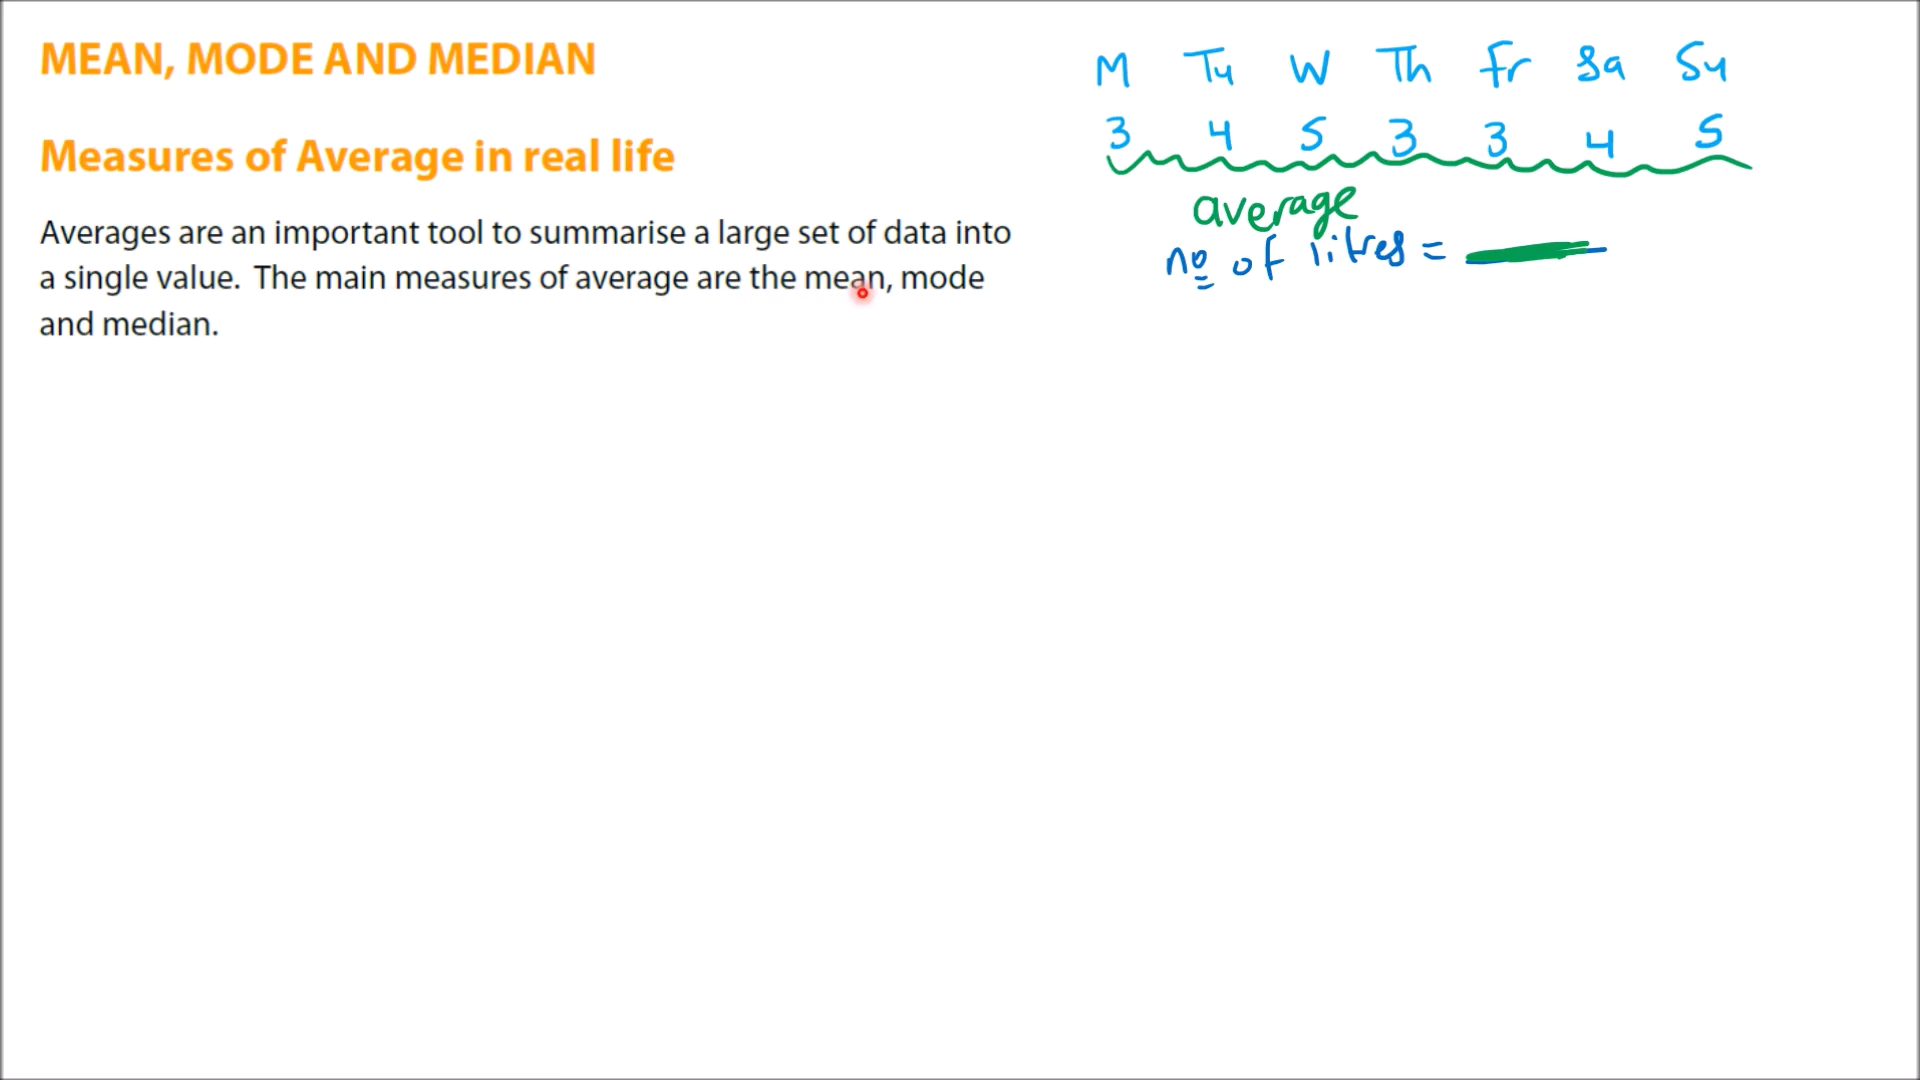 MEAN, MODE AND MEDIAN
Measures of Average in real life
Averages are an important tool to summarise a large set of data into
a single value. The main measures of average are the mean, mode
and median.
M Tu W Th Fr Sa Su
3 4 5 3 3 4 5
average
no of litres =